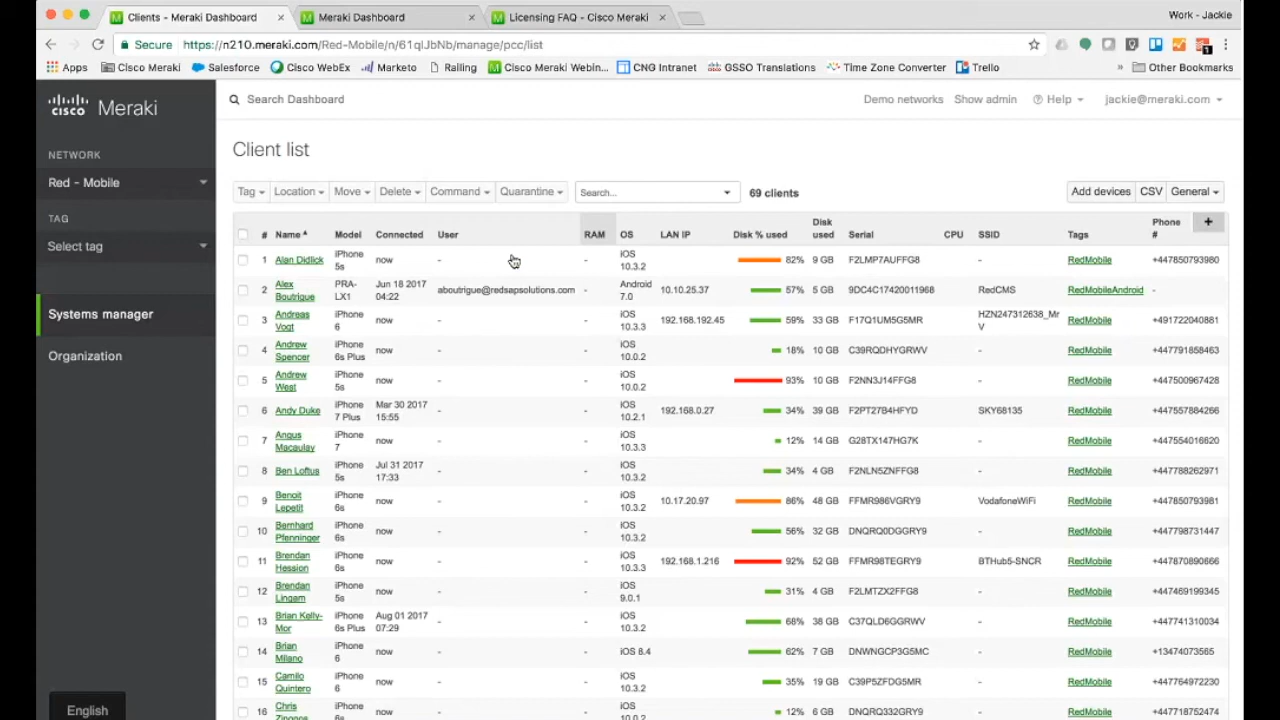 Clients - Meraki Dashboard
Meraki Dashboard
Licensing FAQ - Cisco Meraki
Work - Jackie
Secure https://n210.meraki.com/Red-Mobile/n/61qIJbNb/manage/pcc/list
Apps Cisco Meraki Salesforce Cisco WebEx Marketo Railing Cisco Meraki Webin... CNG Intranet GSSO Translations Time Zone Converter Trello » Other Bookmarks
cisco Meraki
Search Dashboard
Demo networks Show admin Help jackie@meraki.com
NETWORK
Red - Mobile
TAG
Select tag
Systems manager
Organization
English
Client list
Tag Location Move Delete Command Quarantine Search... 69 clients Add devices CSV General
# Name Model Connected User RAM OS LAN IP Disk % used Disk used Serial CPU SSID Tags Phone # +
1 Alan Didlick iPhone 5s now - - iOS 10.3.2 82% 9 GB F2LMP7AUFFG8 - RedMobile +447850793980
2 Alex Boutrigue PRA-LX1 Jun 18 2017 04:22 aboutrigue@redsapsolutions.com - Android 7.0 10.10.25.37 57% 5 GB 9DC4C17420011968 RedCMS RedMobileAndroid -
3 Andreas Vogt iPhone 6 now - - iOS 10.3.3 192.168.192.45 59% 33 GB F17Q1UM5G5MR HZN247312638_MrV RedMobile +491722040881
4 Andrew Spencer iPhone 6s Plus now - - iOS 10.0.2 18% 10 GB C39RQDHYGRWV - RedMobile +447791858463
5 Andrew West iPhone 5s now - - iOS 10.0.2 93% 10 GB F2NN3J14FFG8 - RedMobile +447500967428
6 Andy Duke iPhone 7 Plus Mar 30 2017 15:55 - - iOS 10.2.1 192.168.0.27 34% 39 GB F2PT27B4HFYD SKY68135 RedMobile +447557884266
7 Angus Macaulay iPhone 7 now - - iOS 10.3.3 12% 14 GB G28TX147HG7K - RedMobile +447554016620
8 Ben Loftus iPhone 5s Jul 31 2017 17:33 - - iOS 10.3.2 34% 4 GB F2NLN5ZNFFG8 - RedMobile +447788262971
9 Benoit Lepetit iPhone 6s now - - iOS 10.3.2 10.17.20.97 86% 48 GB FFMR986VGRY9 VodafoneWiFi RedMobile +447850793981
10 Bernhard Pfenninger iPhone 6s now - - iOS 10.3.2 56% 32 GB DNQRQ0DGGRY9 - RedMobile +447798731447
11 Brendan Hession iPhone 6s now - - iOS 10.3.3 192.168.1.216 92% 52 GB FFMR98TEGRY9 BTHub5-SNCR RedMobile +447870890666
12 Brendan Lingam iPhone 5s now - - iOS 9.0.1 31% 4 GB F2LMTZX2FFG8 - RedMobile +447469199345
13 Brian Kelly-Mor iPhone 6s Plus Aug 01 2017 07:29 - - iOS 10.3.2 68% 38 GB C37QLD6GGRWV - RedMobile +447741310034
14 Brian Milano iPhone 6 now - - iOS 8.4 62% 7 GB DNWNGCP3G5MC - RedMobile +13474073565
15 Camilo Quintero iPhone 6 now - - iOS 10.3.2 35% 19 GB C39P5ZFDG5MR - RedMobile +447764972230
16 Chris iPhone 6s now - - iOS 10.0.2 12% 6 GB DNQRQ332GRY9 - RedMobile +447718752474